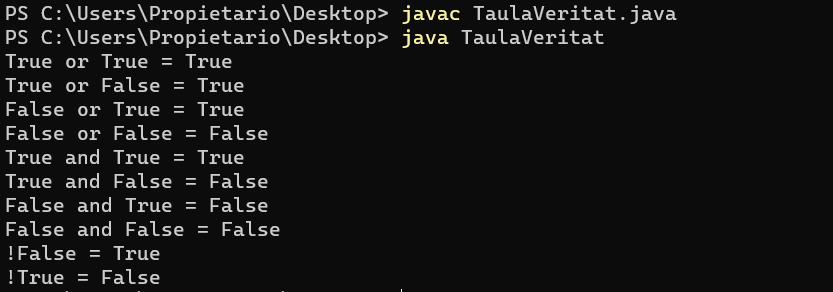 PS C:\Users\Propietario\Desktop> javac TaulaVeritat.java
PS C:\Users\Propietario\Desktop> java TaulaVeritat
True or True = True
True or False = True
False or True = True
False or False = False
True and True = True
True and False = False
False and True = False
False and False = False
!False = True
!True = False